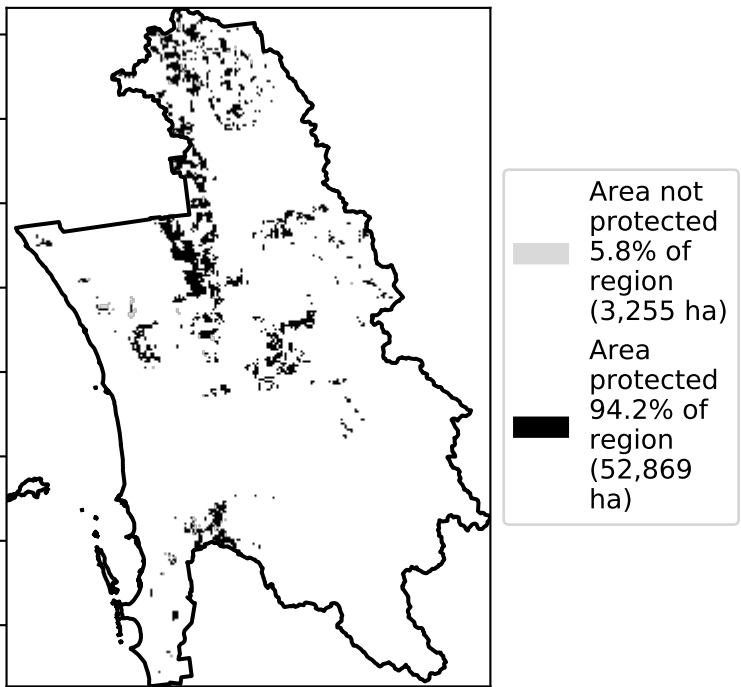 Area not
protected
5.8% of
region
(3,255 ha)
Area
protected
94.2% of
region
(52,869
ha)